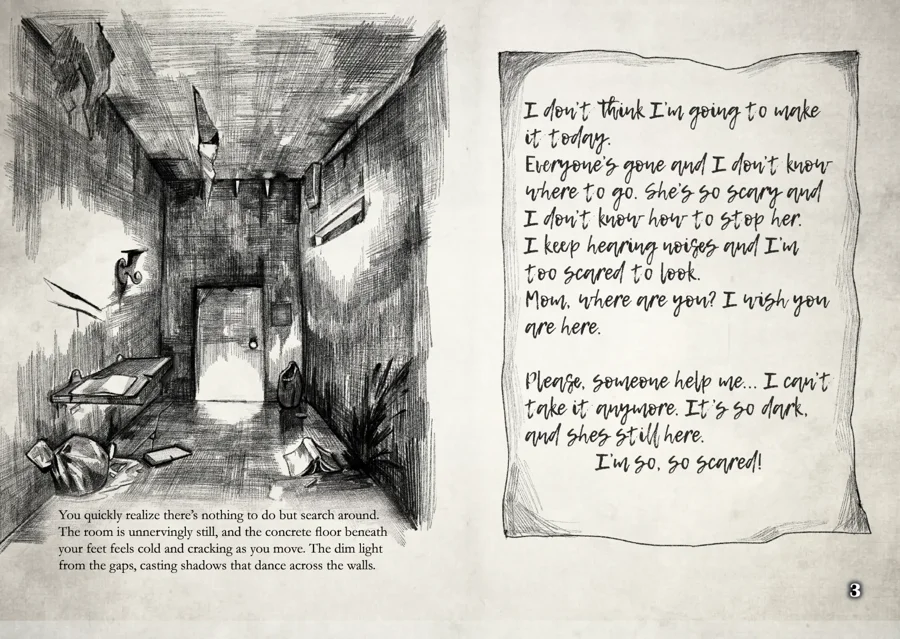 You quickly realize there's nothing to do but search around.
The room is unnervingly still, and the concrete floor beneath
your feet feels cold and cracking as you move. The dim light
from the gaps, casting shadows that dance across the walls.
I don't think I'm going to make
it today.
Everyone's gone and I don't know
where to go. She's so scary and
I don't know how to stop her.
I keep hearing noises and I'm
too scared to look.
Mom, where are you? I wish you
are here.
Please, someone help me... I can't
take it anymore. It's so dark,
and shes still here.
I'm so, so scared!
3